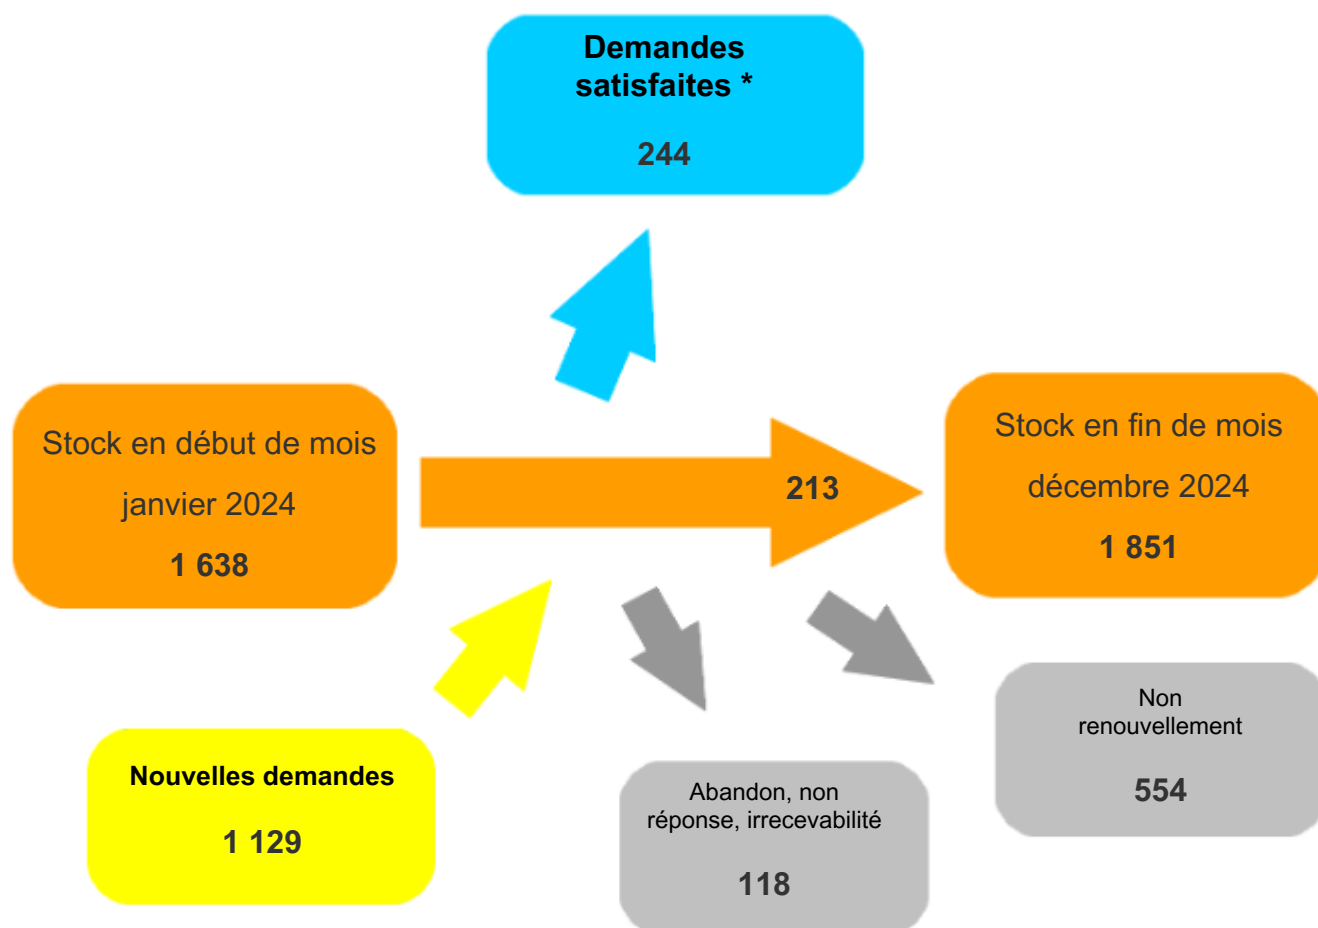 Demandes
satisfaites *
244
Stock en début de mois
janvier 2024
1 638
213
Stock en fin de mois
décembre 2024
1 851
Nouvelles demandes
1 129
Abandon, non
réponse, irrecevabilité
118
Non
renouvellement
554